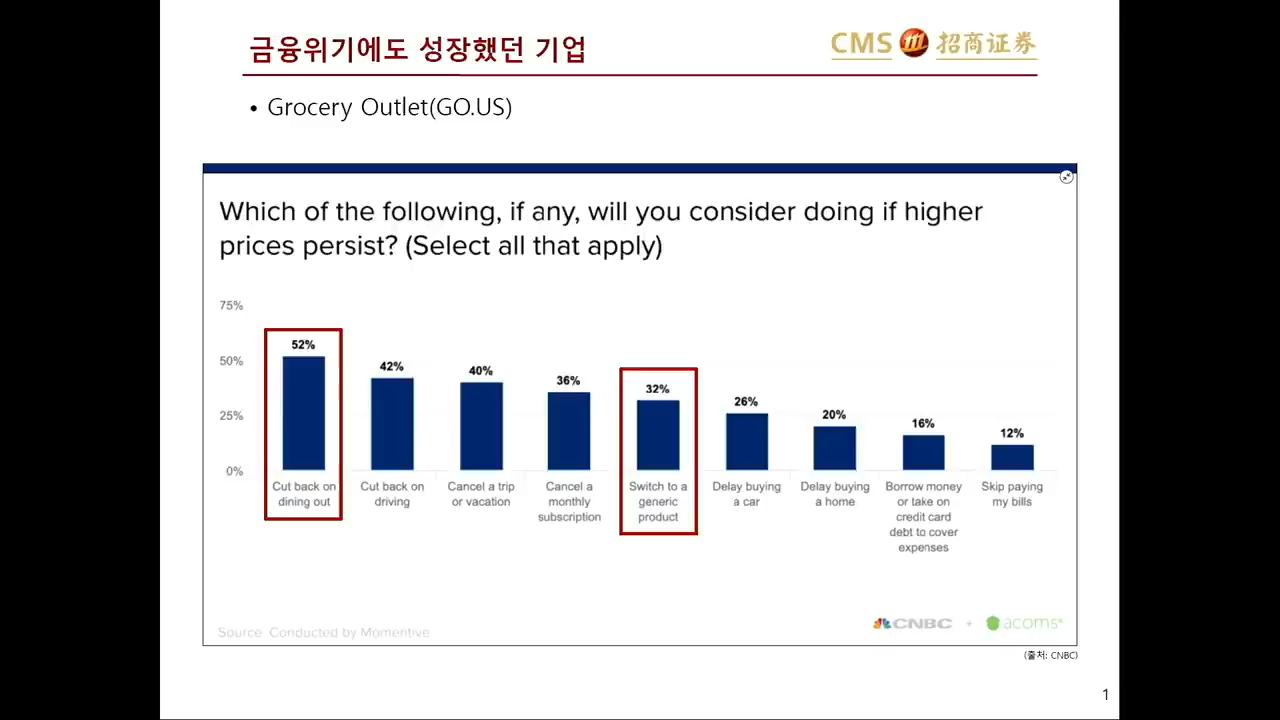 금융위기에도 성장했던 기업
CMS 招商证券
• Grocery Outlet(GO.US)
Which of the following, if any, will you consider doing if higher
prices persist? (Select all that apply)
75%
50%
25%
0%
52%
42%
40%
36%
32%
26%
20%
16%
12%
Cut back on
dining out
Cut back on
driving
Cancel a trip
or vacation
Cancel a
monthly
subscription
Switch to a
generic
product
Delay buying
a car
Delay buying
a home
Borrow money
or take on
credit card
debt to cover
expenses
Skip paying
my bills
Source: Conducted by Momentive
CNBC + acorns
(출처: CNBC)
1